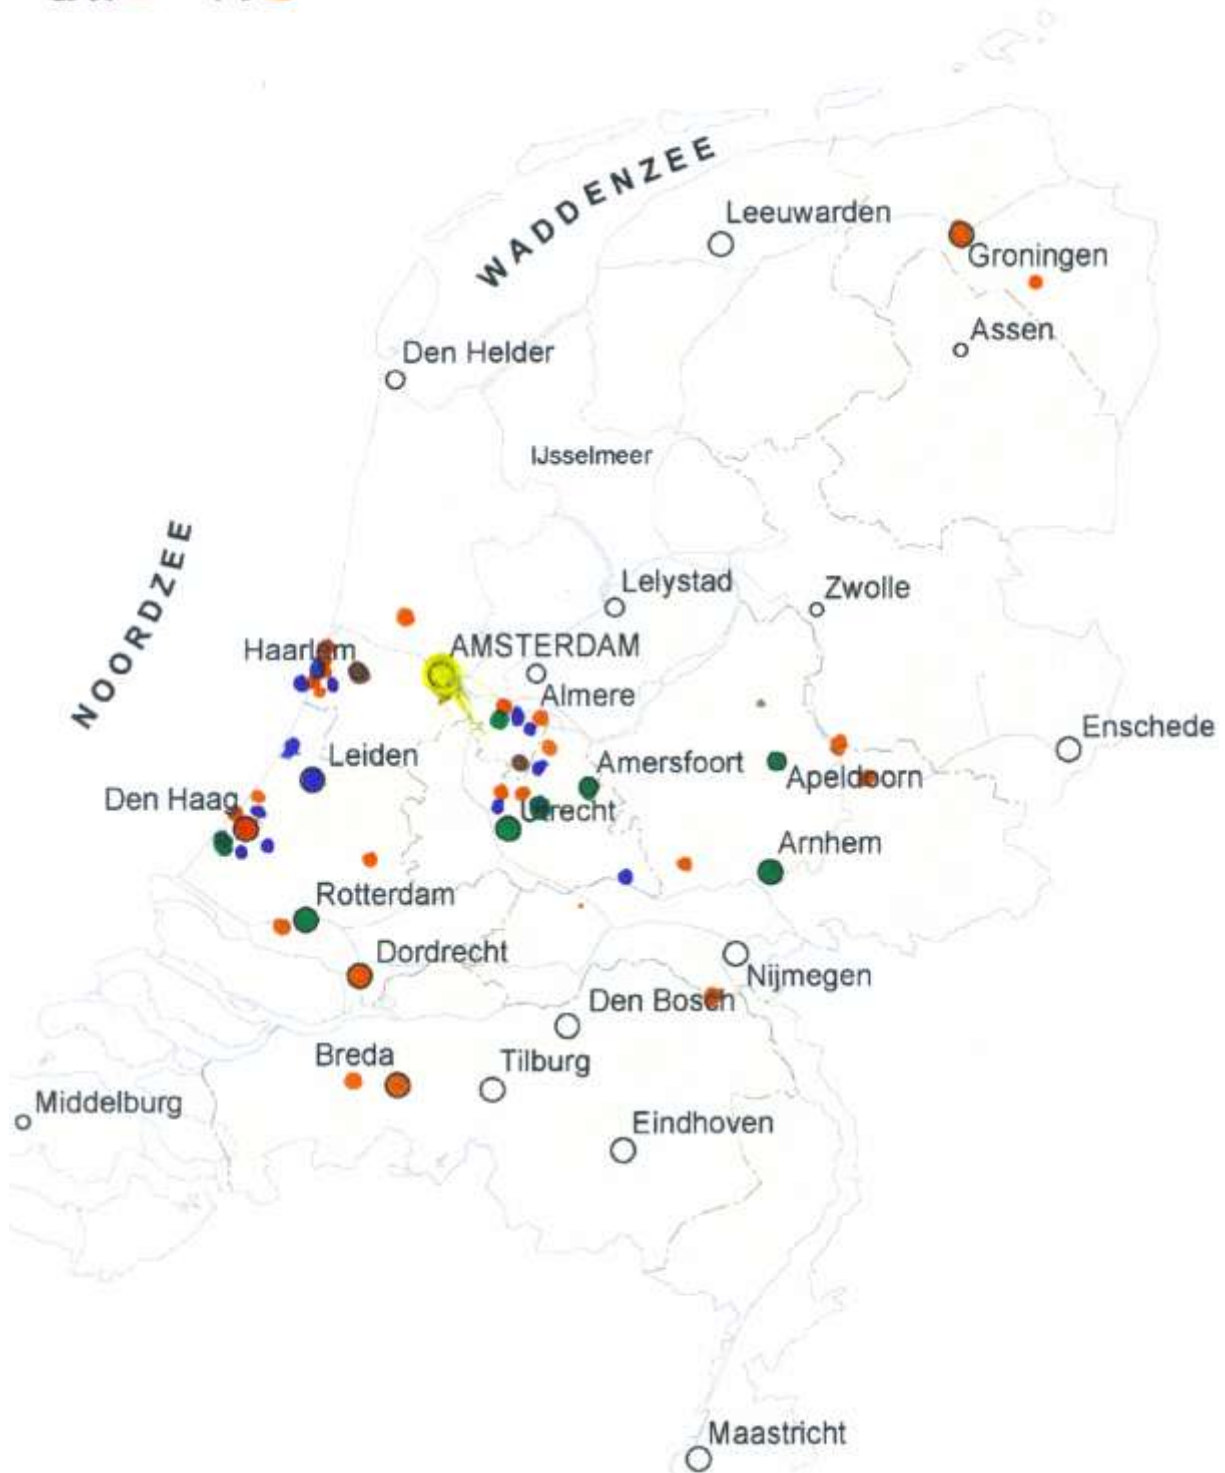 WADDENZEE
Leeuwarden
Groningen
Assen
Den Helder
IJsselmeer
NOORDZEE
Lelystad
Zwolle
Haarlem
AMSTERDAM
Almere
Enschede
Leiden
Amersfoort
Apeldoorn
Den Haag
Utrecht
Arnhem
Rotterdam
Dordrecht
Nijmegen
Den Bosch
Breda
Tilburg
Middelburg
Eindhoven
Maastricht